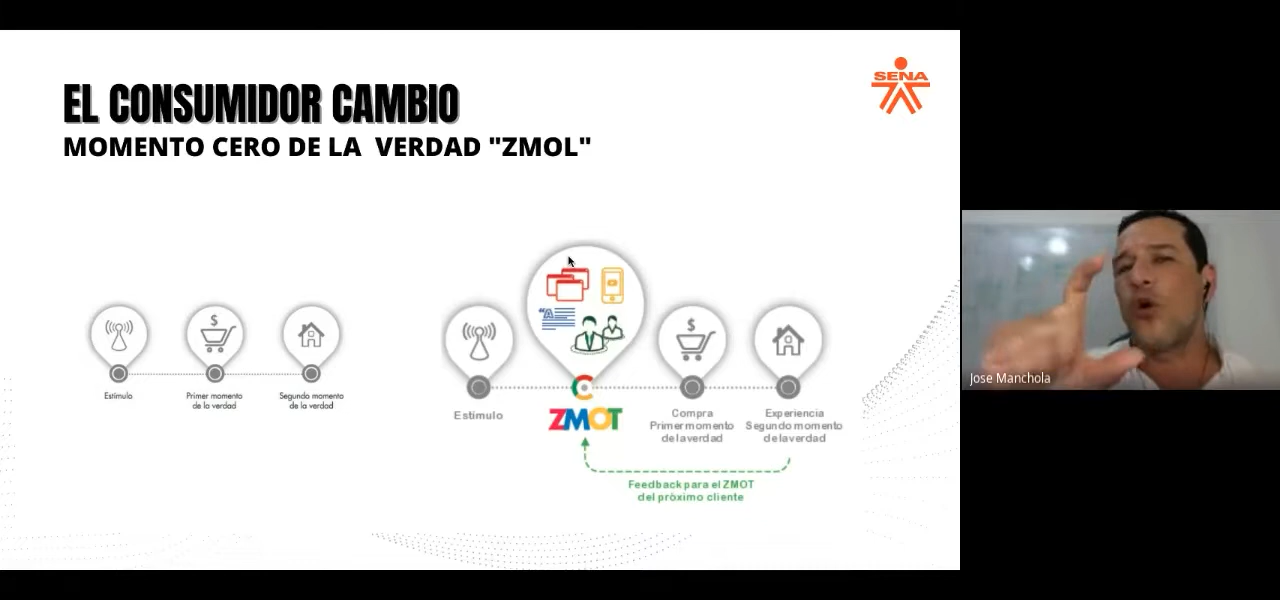 EL CONSUMIDOR CAMBIO
MOMENTO CERO DE LA VERDAD "ZMOL"
SENA
$
Estímulo
Primer momento
de la verdad
Segundo momento
de la verdad
"A
$
Estímulo
ZMOT
Compra
Primer momento
de la verdad
Experiencia
Segundo momento
de la verdad
Feedback para el ZMOT
del próximo cliente
Jose Manchola